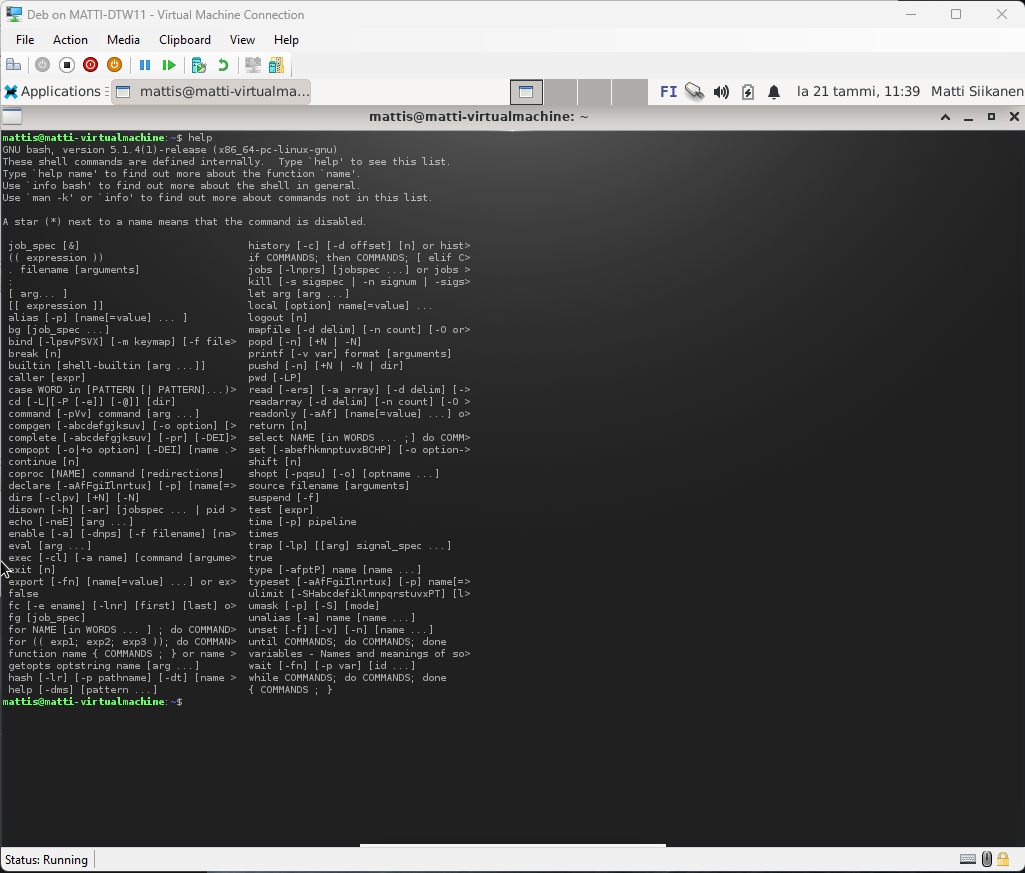 Deb on MATTI-DTW11 - Virtual Machine Connection
File Action Media Clipboard View Help
Applications mattis@matti-virtualma... FI la 21 tammi, 11:39 Matti Siikanen
mattis@matti-virtualmachine: ~
mattis@matti-virtualmachine:~$ help
GNU bash, version 5.1.4(1)-release (x86_64-pc-linux-gnu)
These shell commands are defined internally.  Type `help' to see this list.
Type `help name' to find out more about the function `name'.
Use `info bash' to find out more about the shell in general.
Use `man -k' or `info' to find out more about commands not in this list.
A star (*) next to a name means that the command is disabled.
job_spec [&] history [-c] [-d offset] [n] or hist>
(( expression )) if COMMANDS; then COMMANDS; [ elif C>
. filename [arguments] jobs [-lnprs] [jobspec ...] or jobs >
: kill [-s sigspec | -n signum | -sigs>
[ arg... ] let arg [arg ...]
[[ expression ]] local [option] name[=value] ...
alias [-p] [name[=value] ... ] logout [n]
bg [job_spec ...] mapfile [-d delim] [-n count] [-O or>
bind [-lpsvPSVX] [-m keymap] [-f file> popd [-n] [+N | -N]
break [n] printf [-v var] format [arguments]
builtin [shell-builtin [arg ...]] pushd [-n] [+N | -N | dir]
caller [expr] pwd [-LP]
case WORD in [PATTERN [| PATTERN]...)> read [-ers] [-a array] [-d delim] [->
cd [-L|[-P [-e]] [-@]] [dir] readarray [-d delim] [-n count] [-O >
command [-pVv] command [arg ...] readonly [-aAf] [name[=value] ...] o>
compgen [-abcdefgjksuv] [-o option] [> return [n]
complete [-abcdefgjksuv] [-pr] [-DEI]> select NAME [in WORDS ... ;] do COMM>
compopt [-o|+o option] [-DEI] [name .> set [-abefhkmnptuvxBCHP] [-o option->
continue [n] shift [n]
coproc [NAME] command [redirections] shopt [-pqsu] [-o] [optname ...]
declare [-aAfFgiIlnrtux] [-p] [name[=> source filename [arguments]
dirs [-clpv] [+N] [-N] suspend [-f]
disown [-h] [-ar] [jobspec ... | pid > test [expr]
echo [-neE] [arg ...] time [-p] pipeline
enable [-a] [-dnps] [-f filename] [na> times
eval [arg ...] trap [-lp] [[arg] signal_spec ...]
exec [-cl] [-a name] [command [argume> true
exit [n] type [-afptP] name [name ...]
export [-fn] [name[=value] ...] or ex> typeset [-aAfFgiIlnrtux] [-p] name[=>
false ulimit [-SHabcdefiklmnpqrstuvxPT] [l>
fc [-e ename] [-lnr] [first] [last] o> umask [-p] [-S] [mode]
fg [job_spec] unalias [-a] name [name ...]
for NAME [in WORDS ... ] ; do COMMAND> unset [-f] [-v] [-n] [name ...]
for (( exp1; exp2; exp3 )); do COMMAN> until COMMANDS; do COMMANDS; done
function name { COMMANDS ; } or name > variables - Names and meanings of so>
getopts optstring name [arg ...] wait [-fn] [-p var] [id ...]
hash [-lr] [-p pathname] [-dt] [name > while COMMANDS; do COMMANDS; done
help [-dms] [pattern ...] { COMMANDS ; }
mattis@matti-virtualmachine:~$
Status: Running